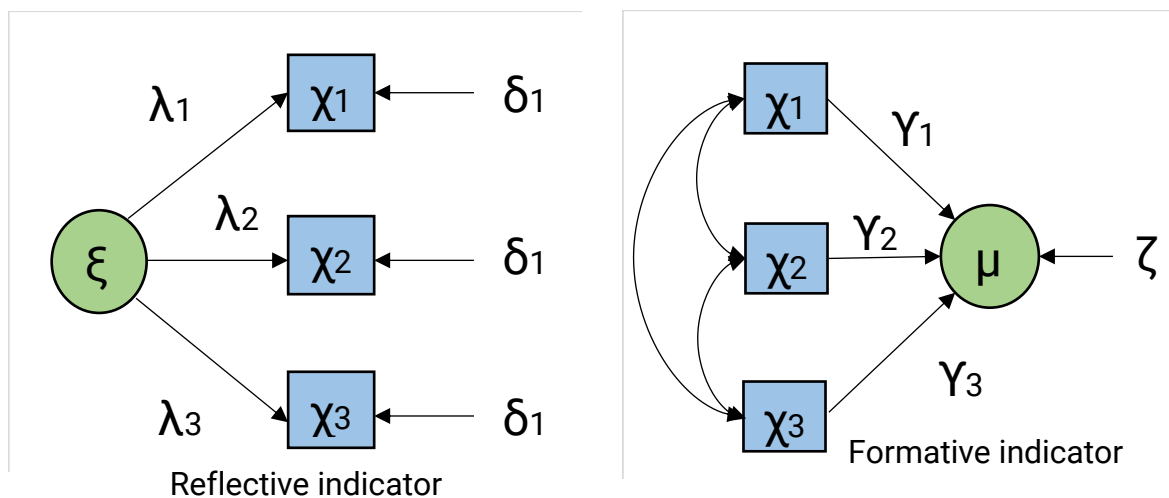 λ1
χ1
δ1
ξ
λ2
χ2
δ1
λ3
χ3
δ1
Reflective indicator
χ1
γ1
χ2
γ2
μ
ζ
χ3
γ3
Formative indicator